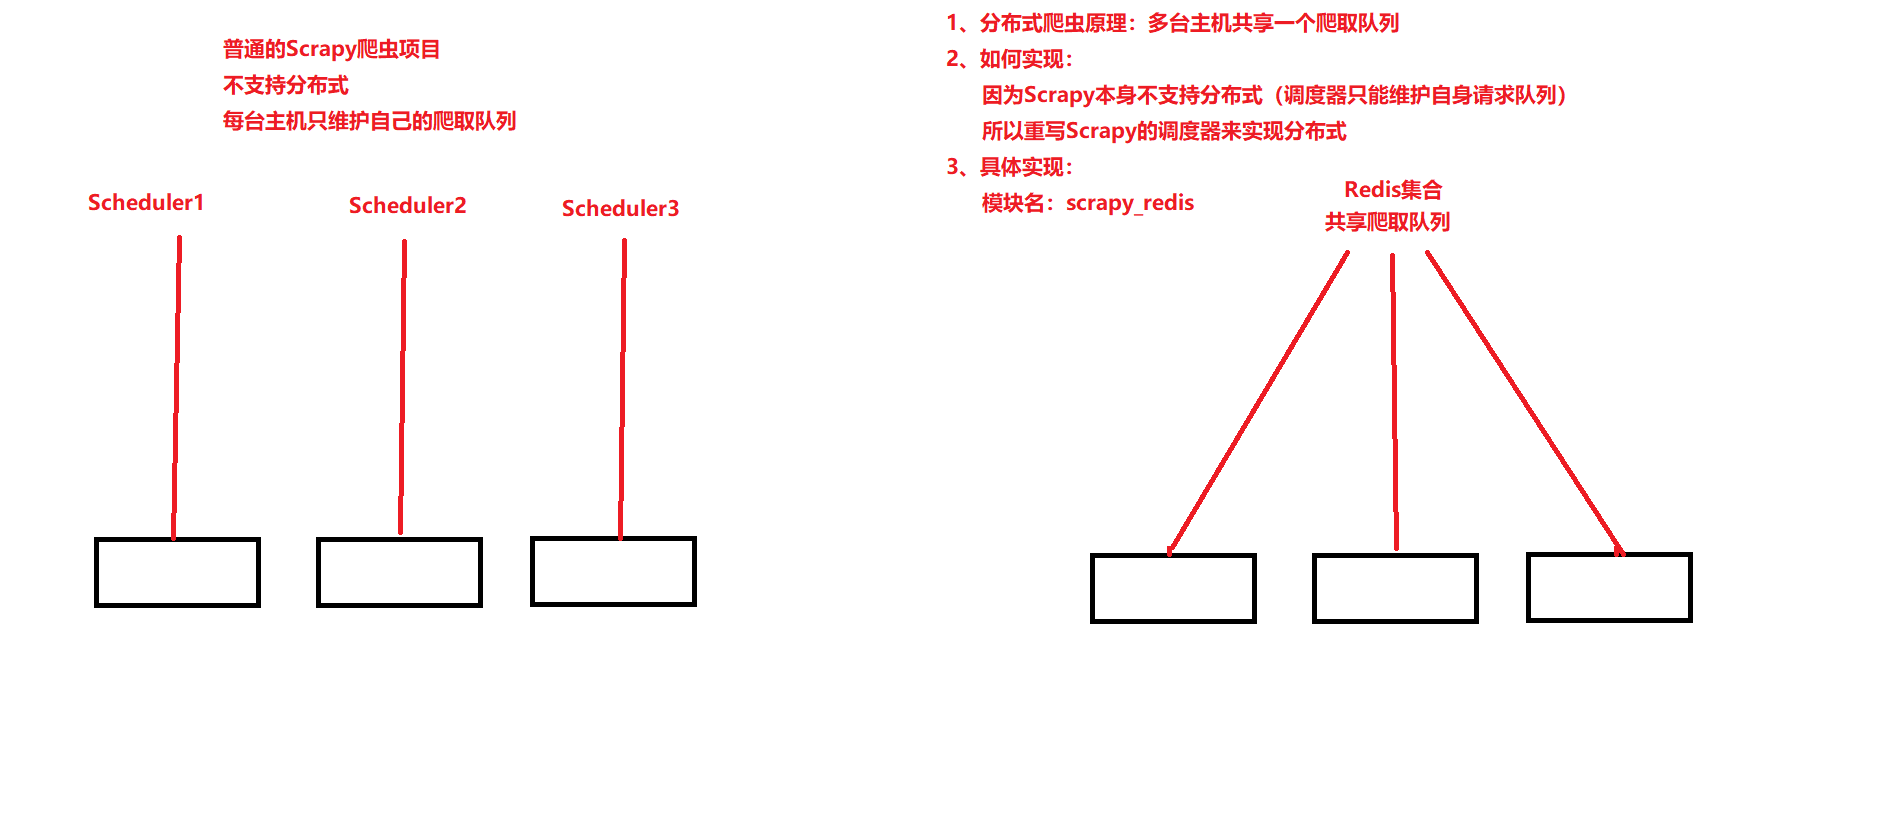 普通的Scrapy爬虫项目
不支持分布式
每台主机只维护自己的爬取队列
Scheduler1
Scheduler2
Scheduler3
1、分布式爬虫原理：多台主机共享一个爬取队列
2、如何实现：
因为Scrapy本身不支持分布式（调度器只能维护自身请求队列）
所以重写Scrapy的调度器来实现分布式
3、具体实现：
模块名：scrapy_redis
Redis集合
共享爬取队列